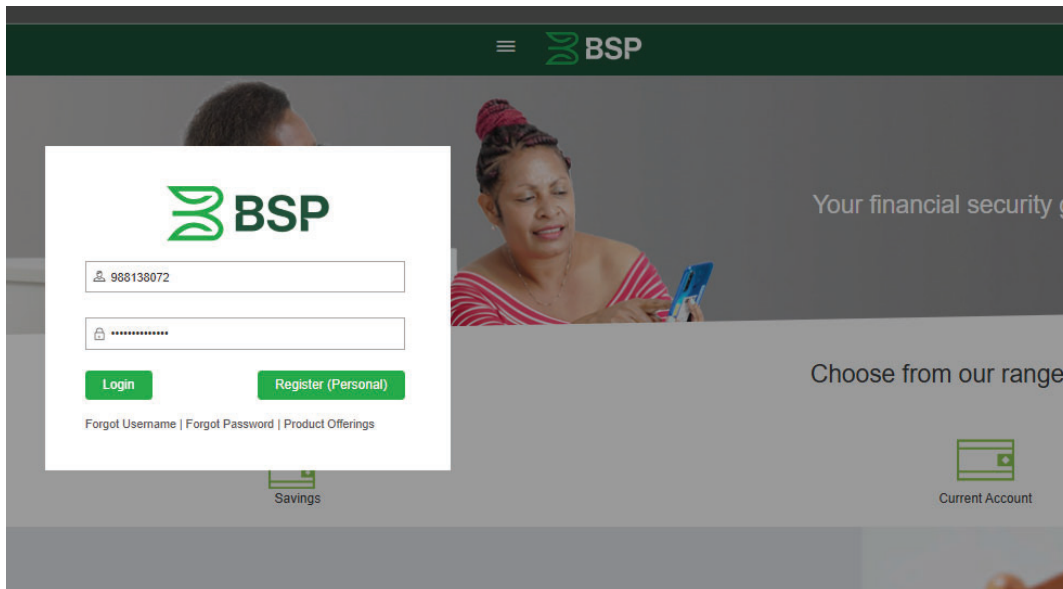 BSP
Your financial security
BSP
988138072
••••••••••••••
Login
Register (Personal)
Forgot Username | Forgot Password | Product Offerings
Choose from our range
Savings
Current Account